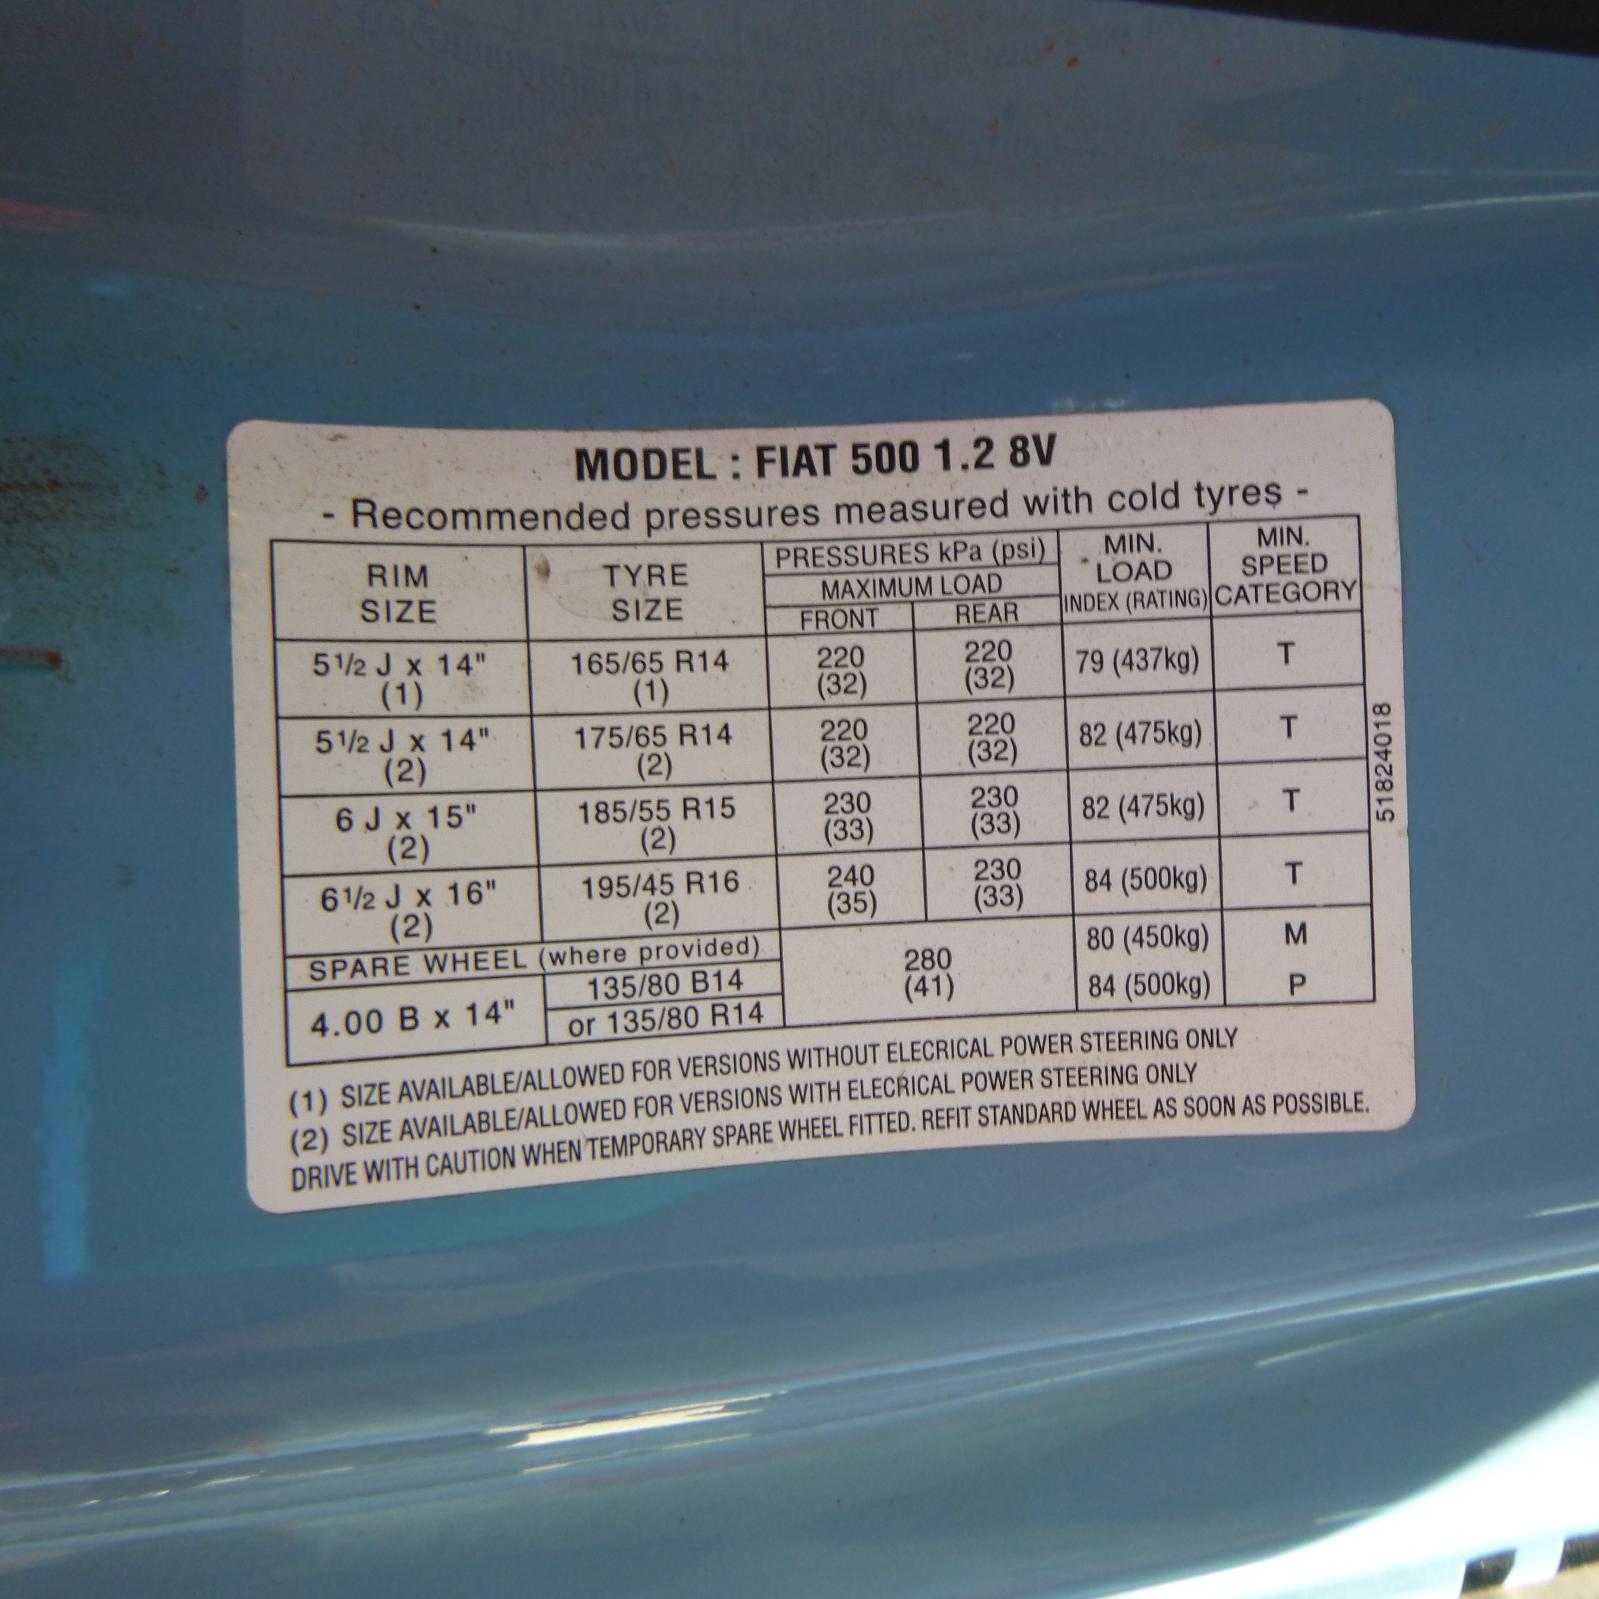 MODEL : FIAT 500 1.2 8V
- Recommended pressures measured with cold tyres -
RIM SIZE TYRE SIZE PRESSURES kPa (psi) MIN. LOAD INDEX (RATING) MIN. SPEED CATEGORY
MAXIMUM LOAD
FRONT REAR
5 1/2 J x 14" 165/65 R14 220 220 79 (437kg) T
(1) (1) (32) (32)
5 1/2 J x 14" 175/65 R14 220 220 82 (475kg) T
(2) (2) (32) (32)
6 J x 15" 185/55 R15 230 230 82 (475kg) T
(2) (2) (33) (33)
6 1/2 J x 16" 195/45 R16 240 230 84 (500kg) T
(2) (2) (35) (33)
SPARE WHEEL (where provided) 280 80 (450kg) M
4.00 B x 14" 135/80 B14 (41) 84 (500kg) P
or 135/80 R14
51824018
(1) SIZE AVAILABLE/ALLOWED FOR VERSIONS WITHOUT ELECRICAL POWER STEERING ONLY
(2) SIZE AVAILABLE/ALLOWED FOR VERSIONS WITH ELECRICAL POWER STEERING ONLY
DRIVE WITH CAUTION WHEN TEMPORARY SPARE WHEEL FITTED. REFIT STANDARD WHEEL AS SOON AS POSSIBLE.